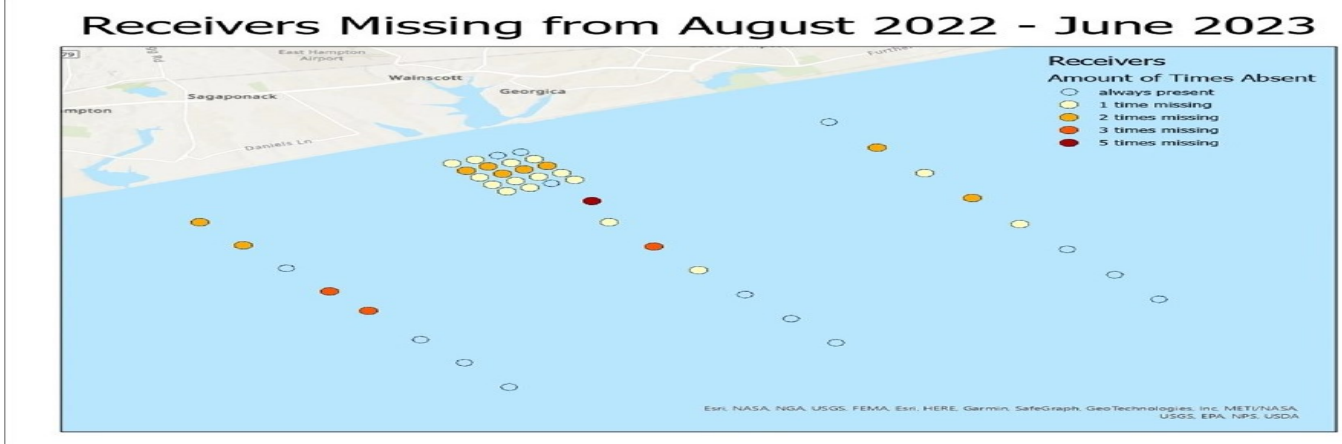 Receivers Missing from August 2022 - June 2023
79
East Hampton
Airport
Wainscott
Sagaponack
Georgica
mpton
Daniels Ln
Furthe
Receivers
Amount of Times Absent
always present
1 time missing
2 times missing
3 times missing
5 times missing
Esri, NASA, NGA, USGS, FEMA, Esri, HERE, Garmin, SafeGraph, GeoTechnologies, Inc, METI/NASA,
USGS, EPA, NPS, USDA